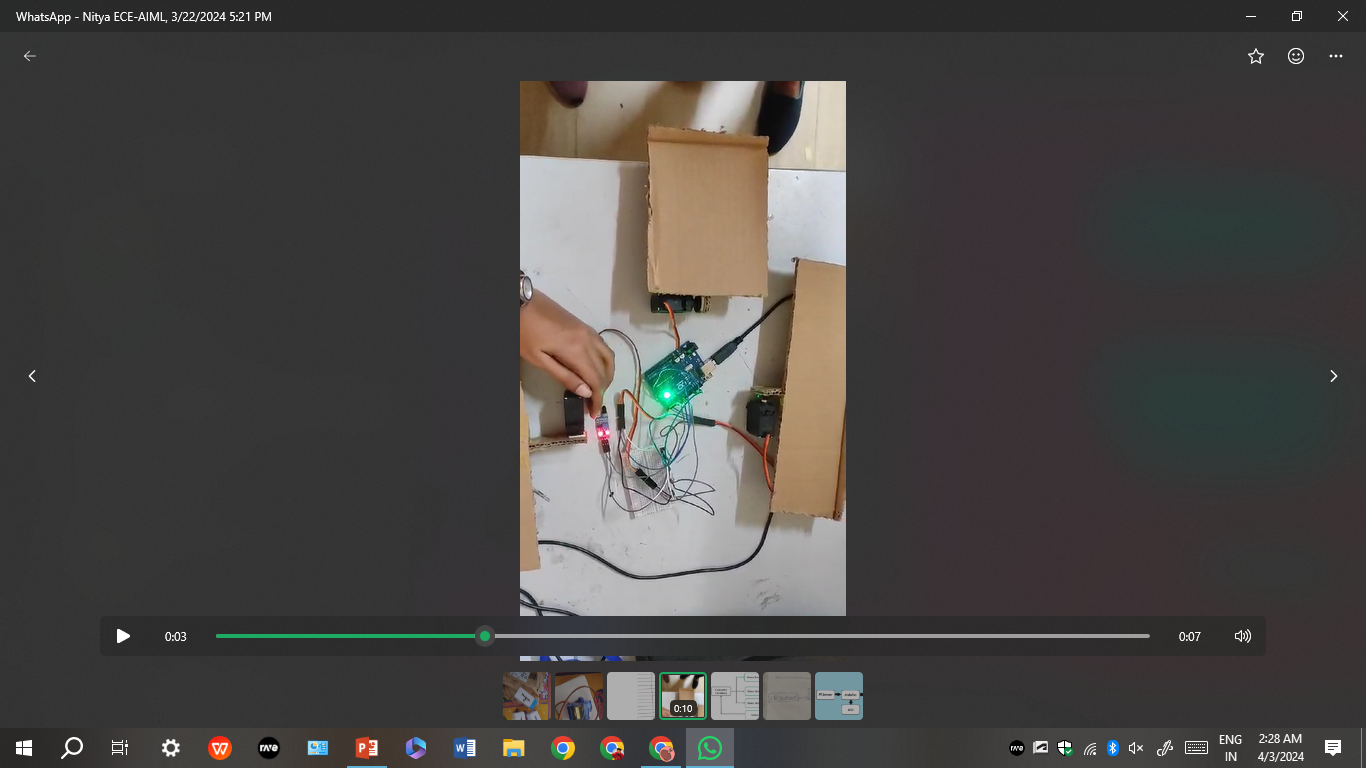 WhatsApp - Nitya ECE-AIML, 3/22/2024 5:21 PM
0:03
0:07
0:10
ENG
IN
2:28 AM
4/3/2024